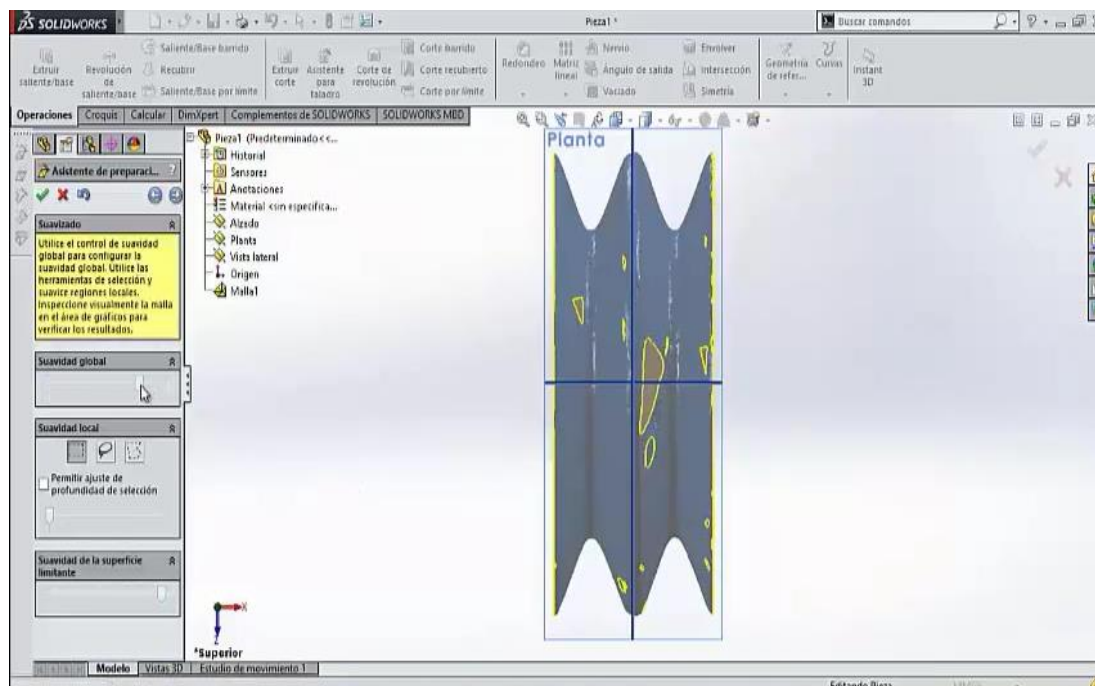 SOLIDWORKS
Pieza1 *
Buscar comandos
Extruir saliente/base
Revolución de saliente/base
Saliente/Base barrido
Recubrir
Saliente/Base por límite
Extruir corte
Asistente para taladro
Corte de revolución
Corte barrido
Corte recubierto
Corte por límite
Redondeo
Matriz lineal
Nervio
Ángulo de salida
Vaciado
Envolver
Intersección
Simetría
Geometría de refer...
Curvas
Instant 3D
Operaciones
Croquis
Calcular
DimXpert
Complementos de SOLIDWORKS
SOLIDWORKS MBD
Asistente de preparaci...
?
Suavizado
Utilice el control de suavidad
global para configurar la
suavidad global. Utilice las
herramientas de selección y
suavice regiones locales.
Inspeccione visualmente la malla
en el área de gráficos para
verificar los resultados.
Suavidad global
Suavidad local
Permitir ajuste de
profundidad de selección
Suavidad de la superficie
limitante
Pieza1 (Predeterminado<<...
Historial
Sensores
Anotaciones
Material <sin especifica...
Alzado
Planta
Vista lateral
Origen
Malla1
Planta
X
Z
*Superior
Modelo
Vistas 3D
Estudio de movimiento 1
Editando Pieza